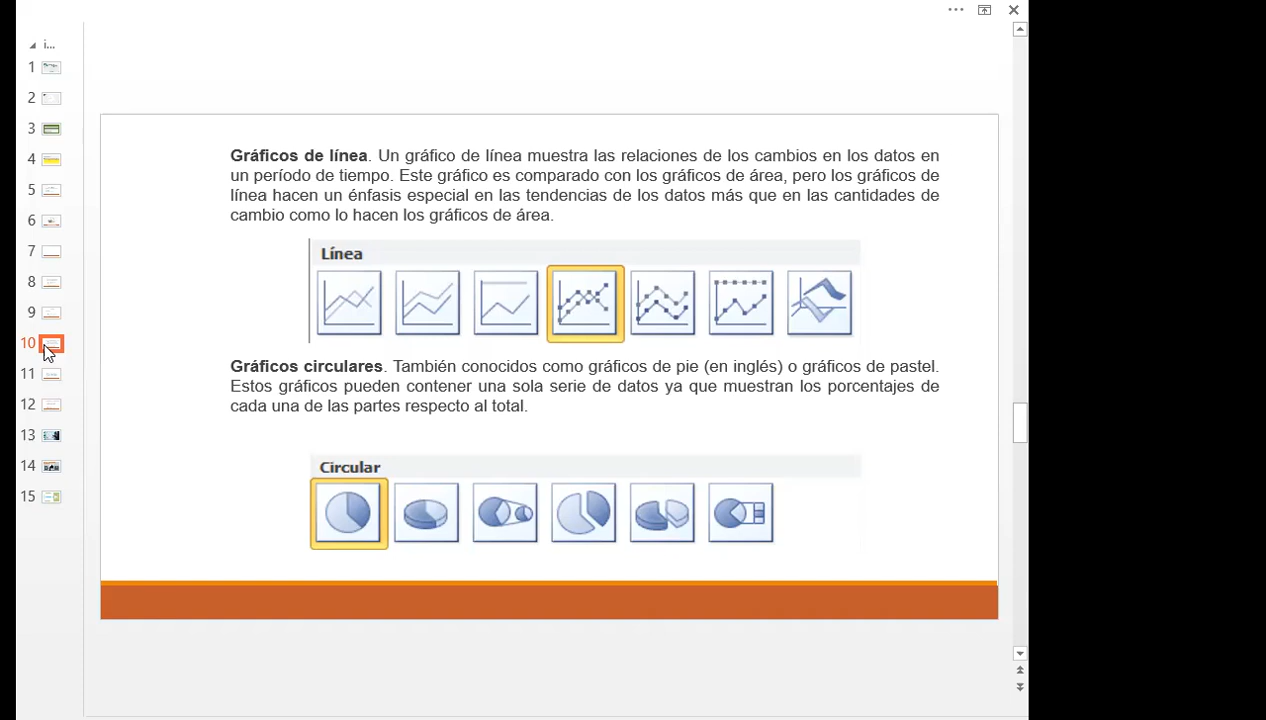 i...
1
2
3
4
5
6
7
8
9
10
11
12
13
14
15
Gráficos de línea. Un gráfico de línea muestra las relaciones de los cambios en los datos en
un período de tiempo. Este gráfico es comparado con los gráficos de área, pero los gráficos de
línea hacen un énfasis especial en las tendencias de los datos más que en las cantidades de
cambio como lo hacen los gráficos de área.
Línea
Gráficos circulares. También conocidos como gráficos de pie (en inglés) o gráficos de pastel.
Estos gráficos pueden contener una sola serie de datos ya que muestran los porcentajes de
cada una de las partes respecto al total.
Circular